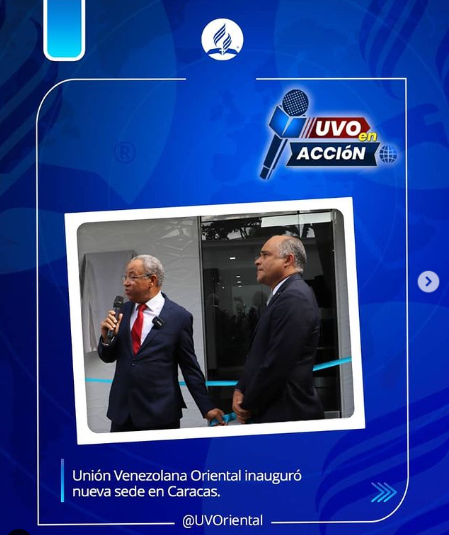 UVO
en
ACCIóN
®
Unión Venezolana Oriental inauguró
nueva sede en Caracas.
@UVOriental